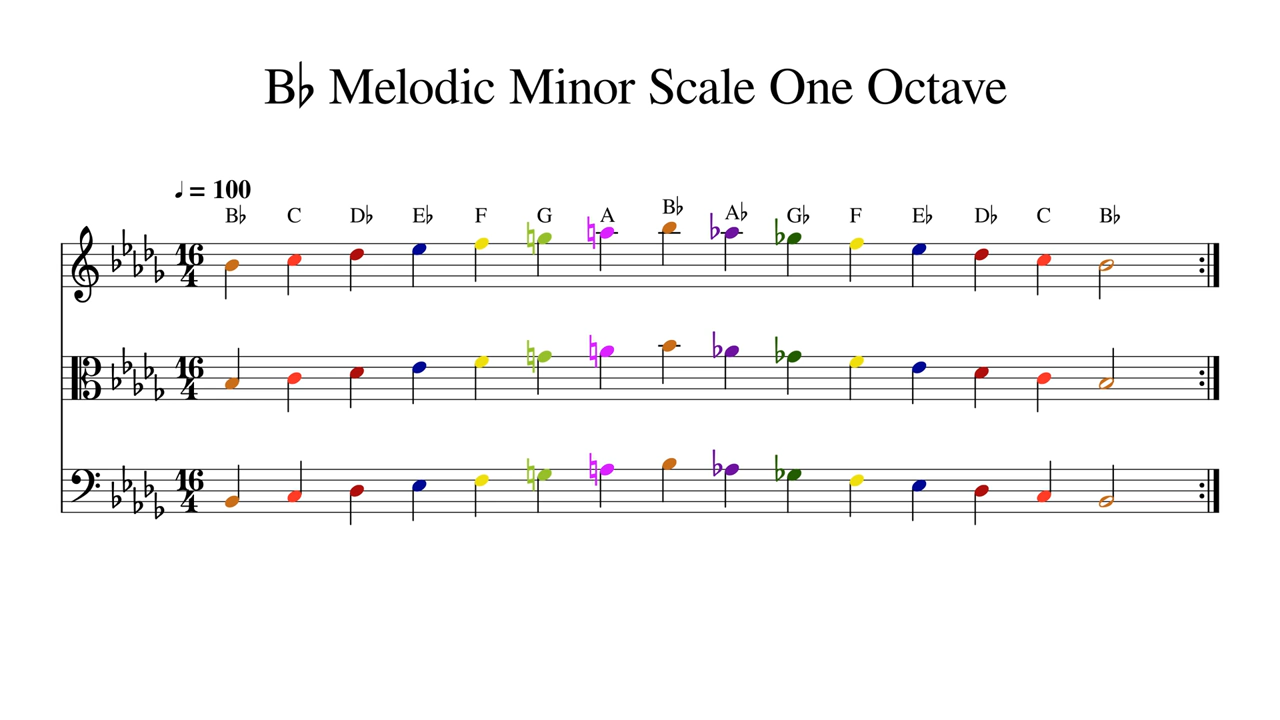 B♭ Melodic Minor Scale One Octave
♩ = 100
B♭ C D♭ E♭ F G A B♭ A♭ G♭ F E♭ D♭ C B♭
16
4
16
4
16
4